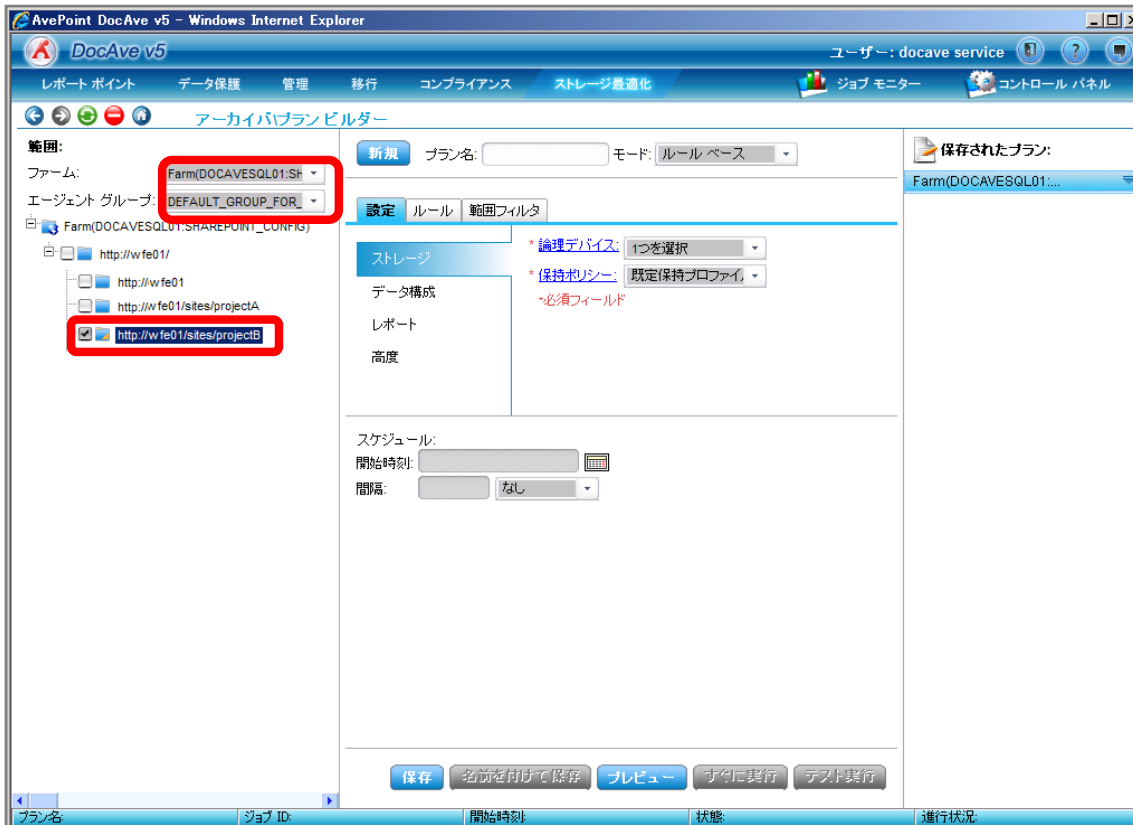 AvePoint DocAve v5 - Windows Internet Explorer
DocAve v5
ユーザー: docave service
レポート ポイント データ保護 管理 移行 コンプライアンス ストレージ最適化 ジョブ モニター コントロール パネル
アーカイバ\プラン ビルダー
範囲:
ファーム: Farm(DOCAVESQL01:SH
エージェント グループ: DEFAULT_GROUP_FOR_
Farm(DOCAVESQL01:SHAREPOINT_CONFIG)
http://wfe01/
http://wfe01
http://wfe01/sites/projectA
http://wfe01/sites/projectB
新規 プラン名: モード: ルール ベース
設定 ルール 範囲フィルタ
ストレージ
データ構成
レポート
高度
* 論理デバイス: 1つを選択
* 保持ポリシー: 既定保持プロファイ
*必須フィールド
スケジュール:
開始時刻:
間隔: なし
保存 名前を付けて保存 プレビュー すぐに実行 テスト実行
保存されたプラン:
Farm(DOCAVESQL01:...
プラン名: ジョブ ID: 開始時刻: 状態: 進行状況: